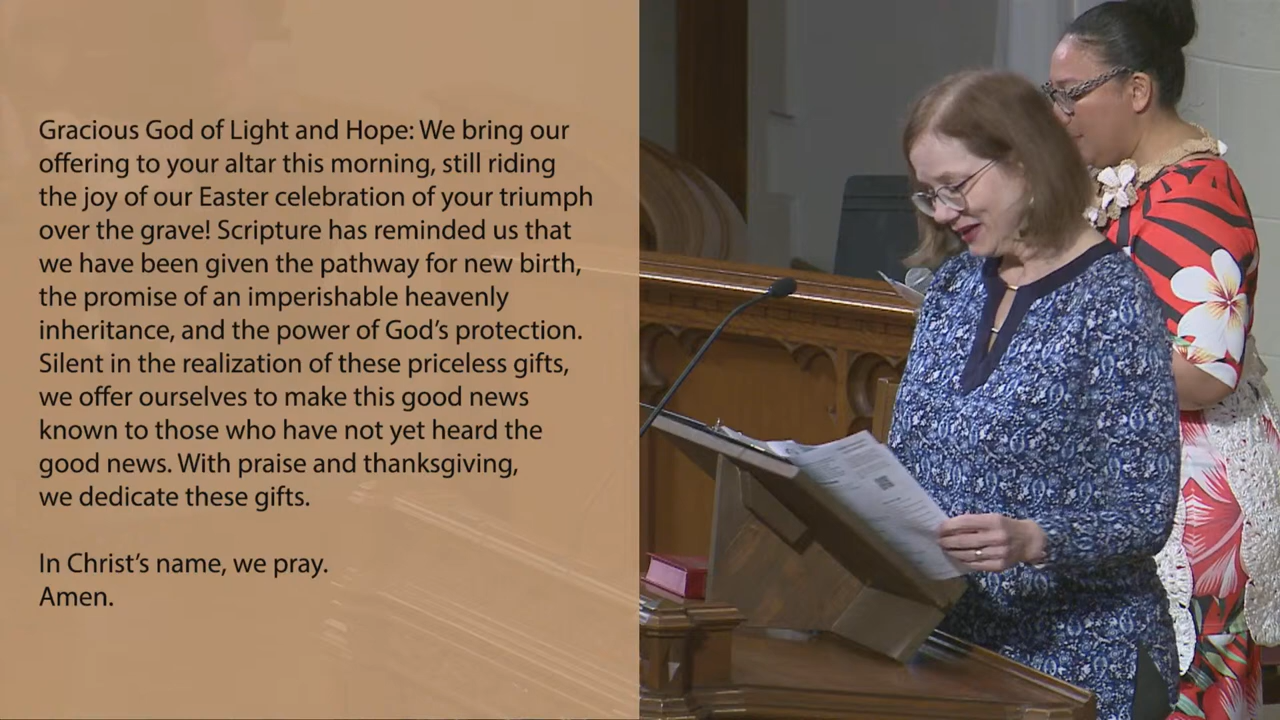 Gracious God of Light and Hope: We bring our
offering to your altar this morning, still riding
the joy of our Easter celebration of your triumph
over the grave! Scripture has reminded us that
we have been given the pathway for new birth,
the promise of an imperishable heavenly
inheritance, and the power of God’s protection.
Silent in the realization of these priceless gifts,
we offer ourselves to make this good news
known to those who have not yet heard the
good news. With praise and thanksgiving,
we dedicate these gifts.
In Christ’s name, we pray.
Amen.